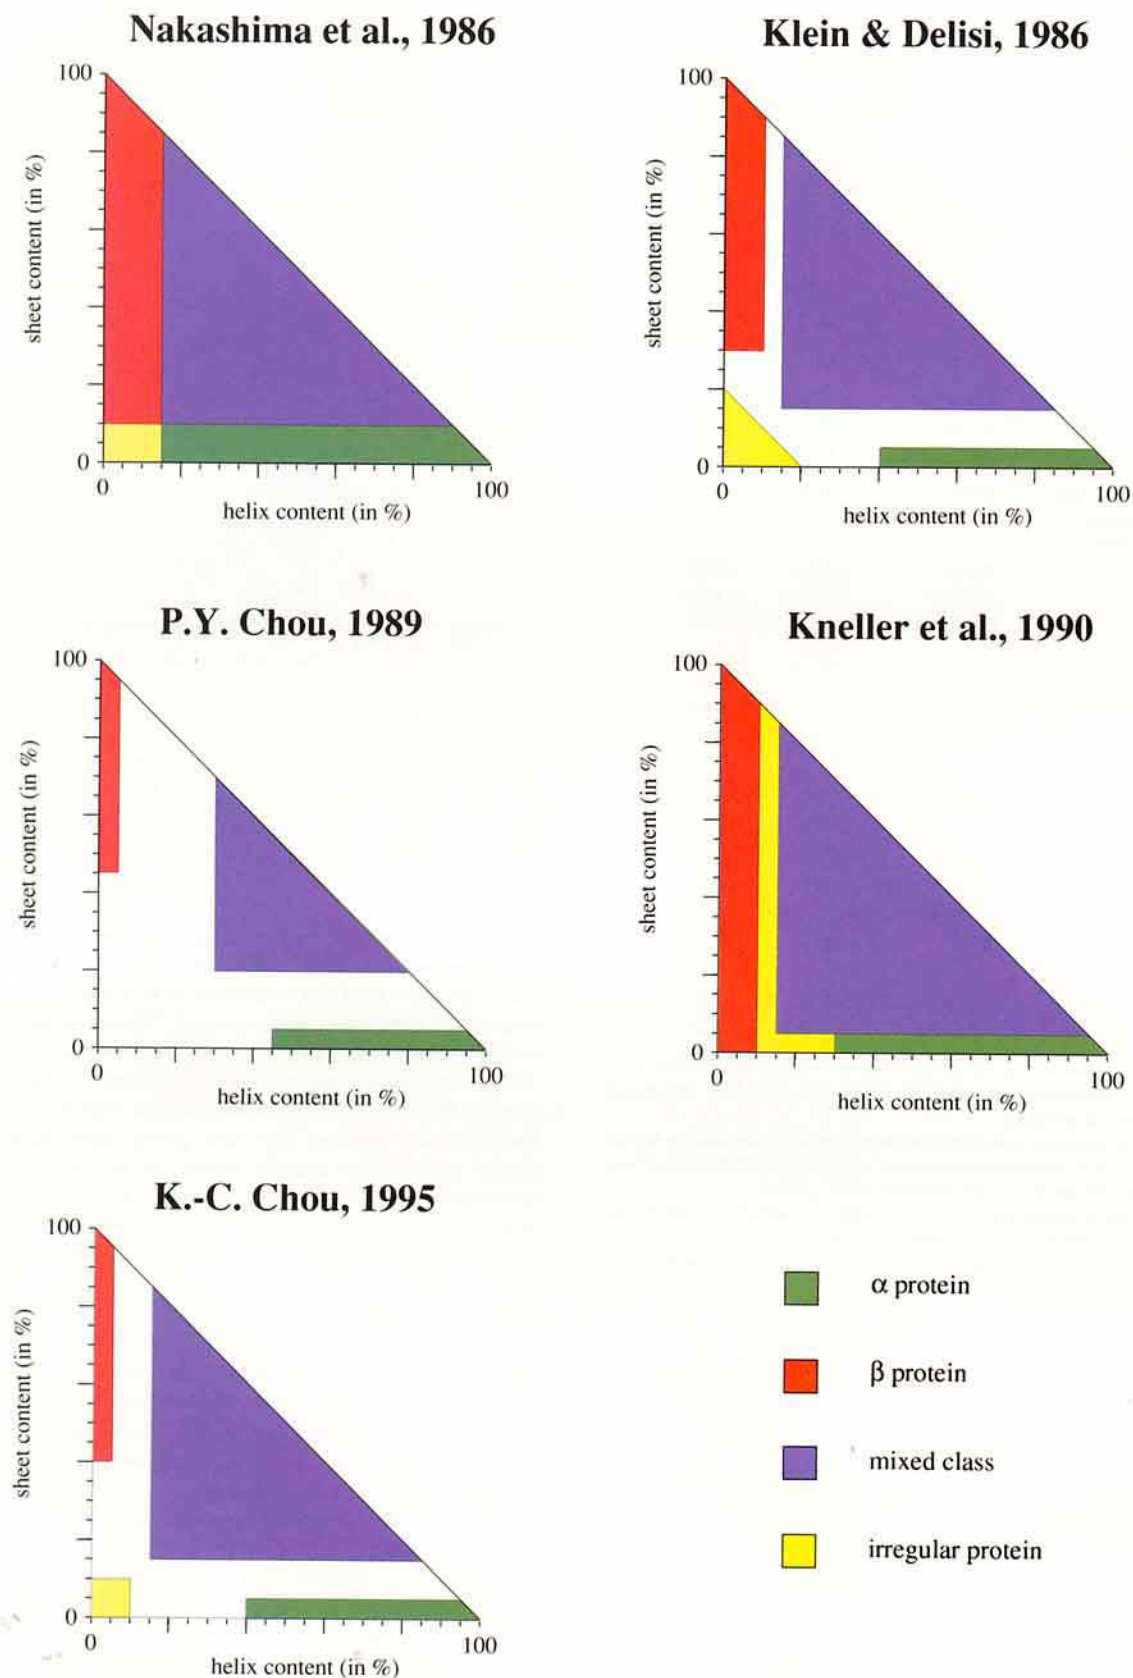 Nakashima et al., 1986
100
sheet content (in %)
0
0
100
helix content (in %)
Klein & Delisi, 1986
100
sheet content (in %)
0
0
100
helix content (in %)
P.Y. Chou, 1989
100
sheet content (in %)
0
0
100
helix content (in %)
Kneller et al., 1990
100
sheet content (in %)
0
0
100
helix content (in %)
K.-C. Chou, 1995
100
sheet content (in %)
0
0
100
helix content (in %)
α protein
β protein
mixed class
irregular protein